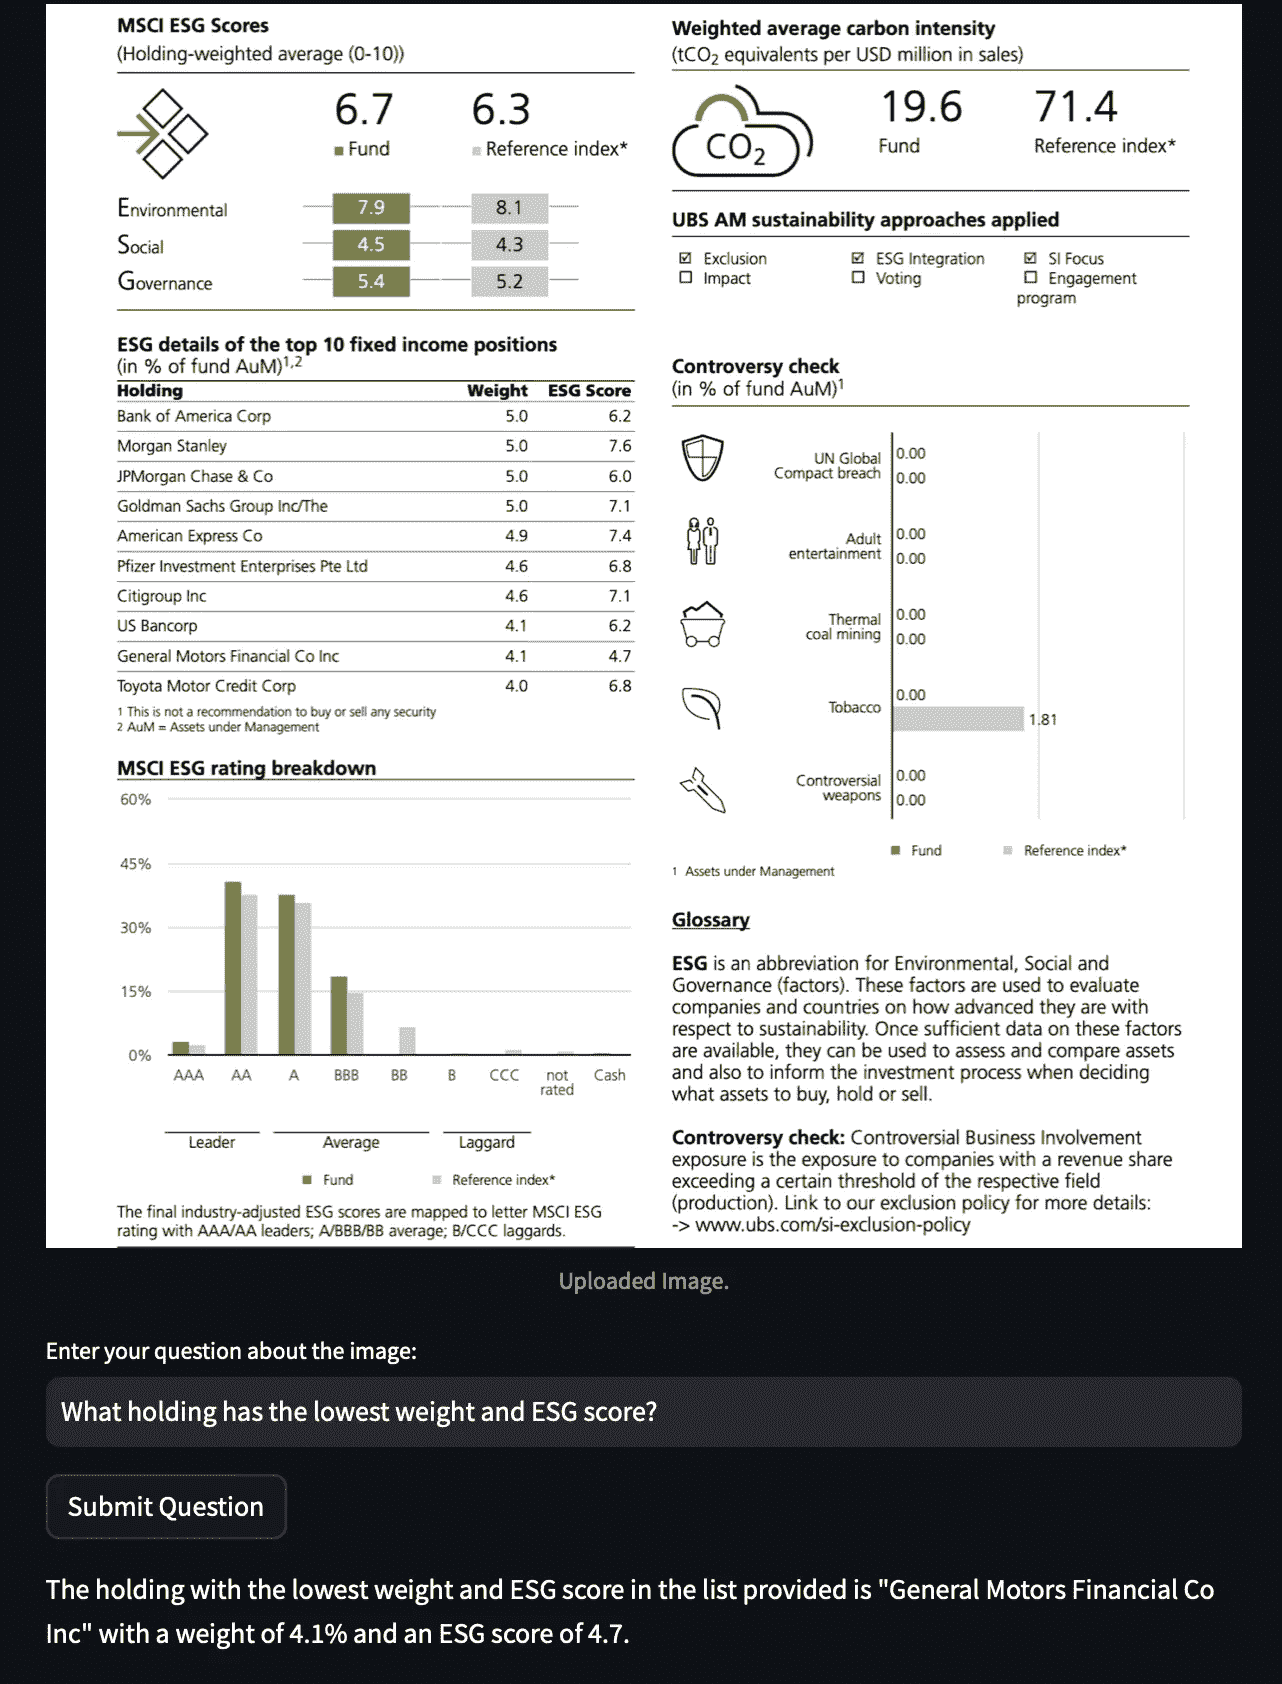 MSCI ESG Scores
(Holding-weighted average (0-10))
6.7 6.3
Fund Reference index*
Environmental 7.9 8.1
Social 4.5 4.3
Governance 5.4 5.2
ESG details of the top 10 fixed income positions
(in % of fund AuM)1,2
Holding Weight ESG Score
Bank of America Corp 5.0 6.2
Morgan Stanley 5.0 7.6
JPMorgan Chase & Co 5.0 6.0
Goldman Sachs Group Inc/The 5.0 7.1
American Express Co 4.9 7.4
Pfizer Investment Enterprises Pte Ltd 4.6 6.8
Citigroup Inc 4.6 7.1
US Bancorp 4.1 6.2
General Motors Financial Co Inc 4.1 4.7
Toyota Motor Credit Corp 4.0 6.8
1 This is not a recommendation to buy or sell any security
2 AuM = Assets under Management
MSCI ESG rating breakdown
60%
45%
30%
15%
0%
AAA AA A BBB BB B CCC not Cash
rated
Leader Average Laggard
Fund Reference index*
The final industry-adjusted ESG scores are mapped to letter MSCI ESG
rating with AAA/AA leaders; A/BBB/BB average; B/CCC laggards.
Weighted average carbon intensity
(tCO2 equivalents per USD million in sales)
CO2
19.6 71.4
Fund Reference index*
UBS AM sustainability approaches applied
☑ Exclusion ☑ ESG Integration ☑ SI Focus
☐ Impact ☐ Voting ☐ Engagement
program
Controversy check
(in % of fund AuM)1
UN Global 0.00
Compact breach 0.00
Adult 0.00
entertainment 0.00
Thermal 0.00
coal mining 0.00
0.00
Tobacco 1.81
Controversial 0.00
weapons 0.00
Fund Reference index*
1 Assets under Management
Glossary
ESG is an abbreviation for Environmental, Social and
Governance (factors). These factors are used to evaluate
companies and countries on how advanced they are with
respect to sustainability. Once sufficient data on these factors
are available, they can be used to assess and compare assets
and also to inform the investment process when deciding
what assets to buy, hold or sell.
Controversy check: Controversial Business Involvement
exposure is the exposure to companies with a revenue share
exceeding a certain threshold of the respective field
(production). Link to our exclusion policy for more details:
-> www.ubs.com/si-exclusion-policy
Uploaded Image.
Enter your question about the image:
What holding has the lowest weight and ESG score?
Submit Question
The holding with the lowest weight and ESG score in the list provided is "General Motors Financial Co
Inc" with a weight of 4.1% and an ESG score of 4.7.